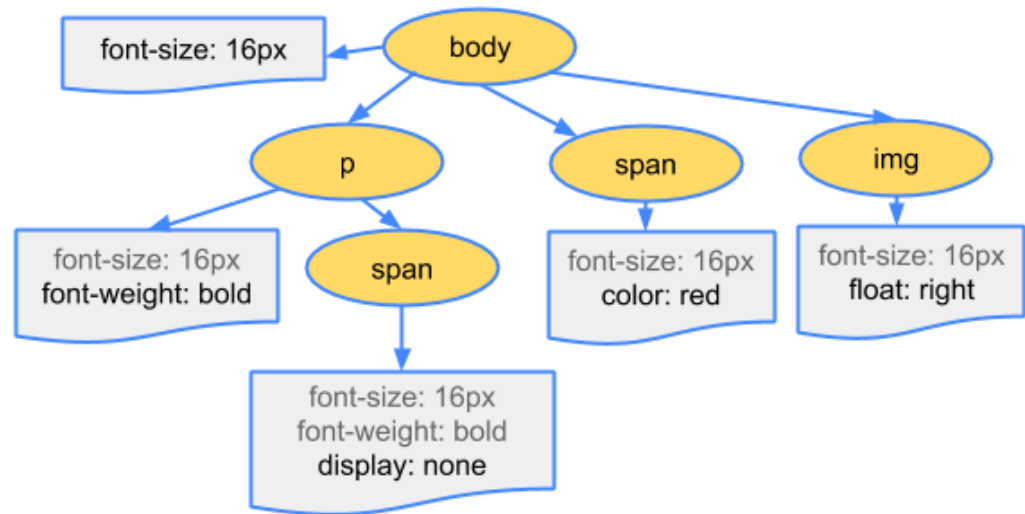 font-size: 16px
body
p
span
img
font-size: 16px
font-weight: bold
span
font-size: 16px
color: red
font-size: 16px
float: right
font-size: 16px
font-weight: bold
display: none